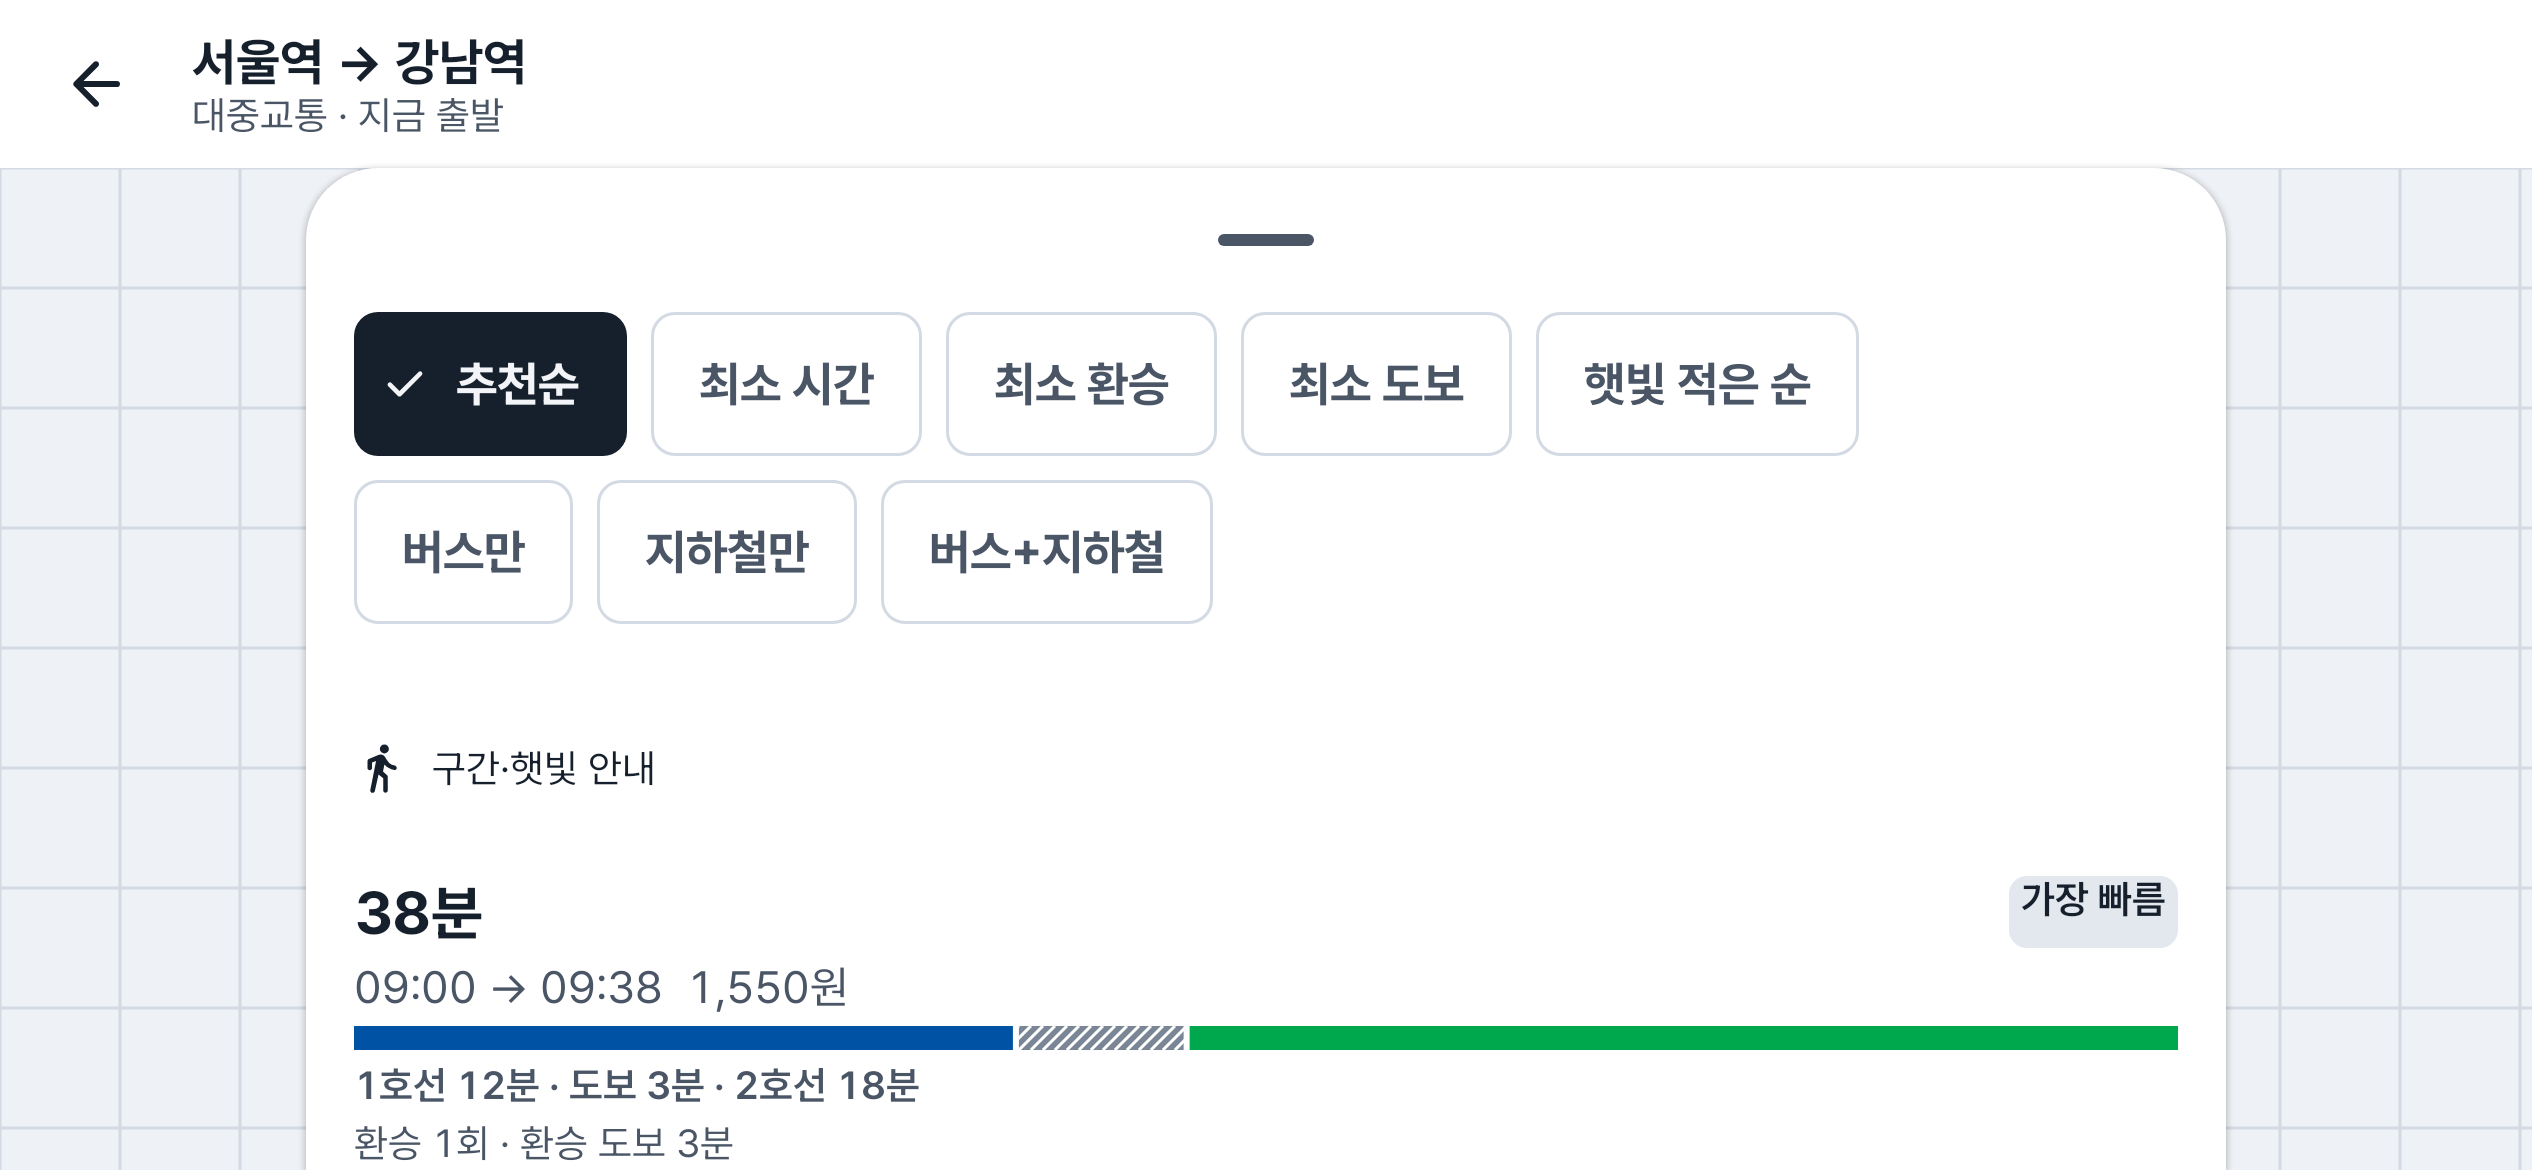 서울역 → 강남역
대중교통 · 지금 출발
추천순 최소 시간 최소 환승 최소 도보 햇빛 적은 순
버스만 지하철만 버스+지하철
구간·햇빛 안내
38분 가장 빠름
09:00 → 09:38 1,550원
1호선 12분 · 도보 3분 · 2호선 18분
환승 1회 · 환승 도보 3분